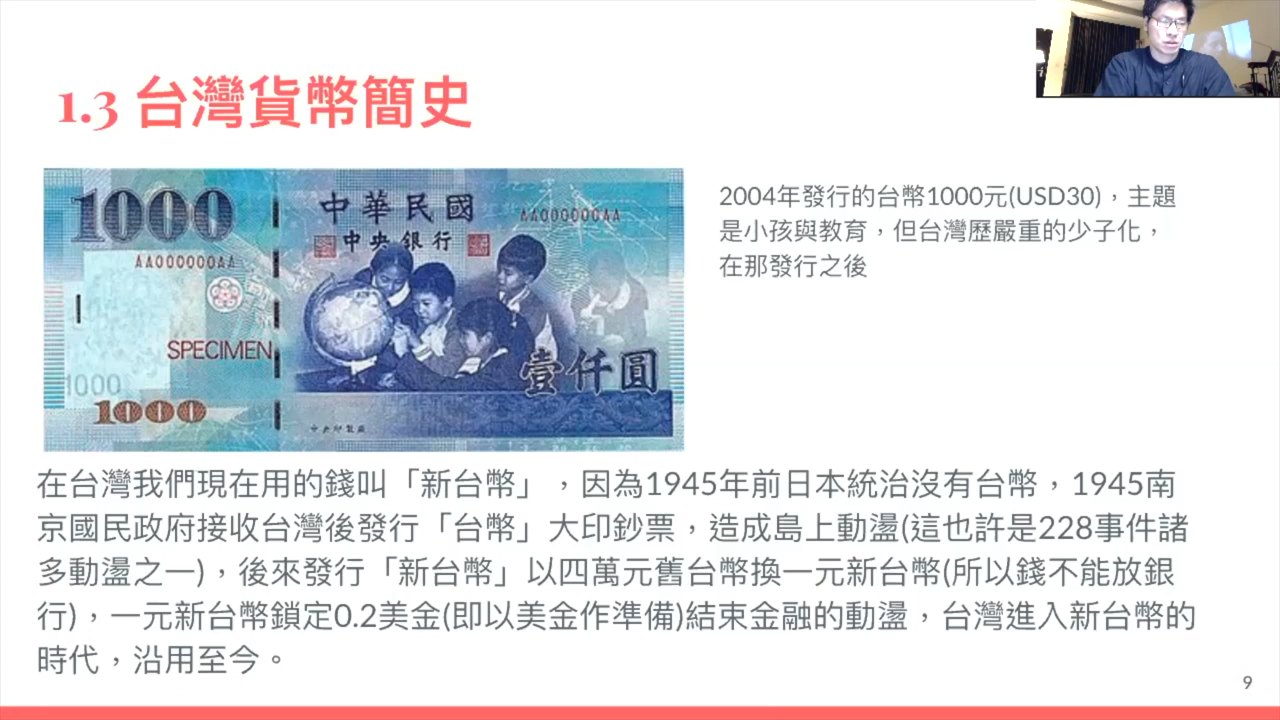 1.3 台灣貨幣簡史
1000
中華民國
AA000000AA
中央銀行
AA000000AA
SPECIMEN
壹仟圓
1000
1000
中央印製廠
2004年發行的台幣1000元(USD30)，主題
是小孩與教育，但台灣歷嚴重的少子化，
在那發行之後
在台灣我們現在用的錢叫「新台幣」，因為1945年前日本統治沒有台幣，1945南
京國民政府接收台灣後發行「台幣」大印鈔票，造成島上動盪(這也許是228事件諸
多動盪之一)，後來發行「新台幣」以四萬元舊台幣換一元新台幣(所以錢不能放銀
行)，一元新台幣鎖定0.2美金(即以美金作準備)結束金融的動盪，台灣進入新台幣的
時代，沿用至今。
9